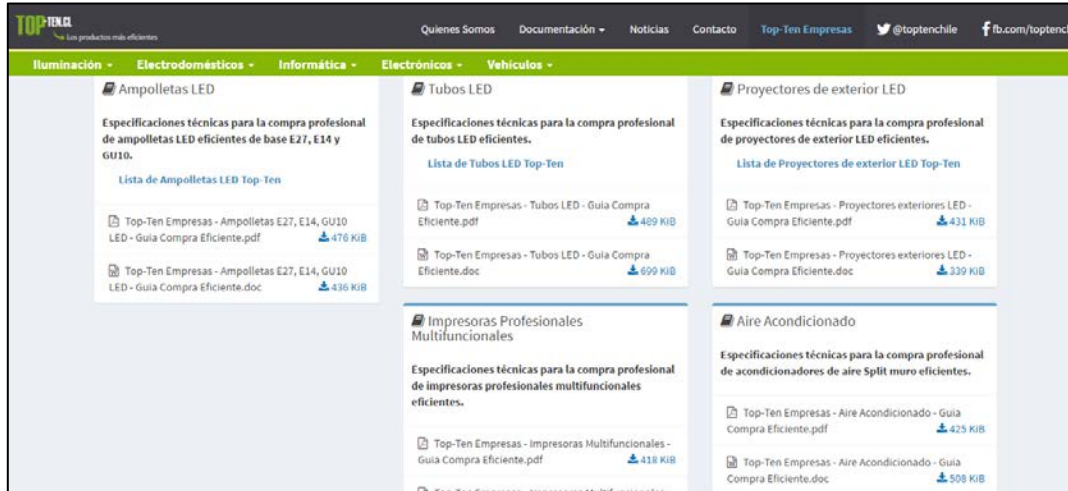 TOP-TEN.CL
Los productos más eficientes
Quienes Somos
Documentación
Noticias
Contacto
Top-Ten Empresas
@toptenchile
fb.com/toptenchi
Iluminación
Electrodomésticos
Informática
Electrónicos
Vehículos
Ampolletas LED
Especificaciones técnicas para la compra profesional
de ampolletas LED eficientes de base E27, E14 y
GU10.
Lista de Ampolletas LED Top-Ten
Top-Ten Empresas - Ampolletas E27, E14, GU10
LED - Guia Compra Eficiente.pdf 476 KiB
Top-Ten Empresas - Ampolletas E27, E14, GU10
LED - Guia Compra Eficiente.doc 436 KiB
Tubos LED
Especificaciones técnicas para la compra profesional
de tubos LED eficientes.
Lista de Tubos LED Top-Ten
Top-Ten Empresas - Tubos LED - Guia Compra
Eficiente.pdf 489 KiB
Top-Ten Empresas - Tubos LED - Guia Compra
Eficiente.doc 699 KiB
Proyectores de exterior LED
Especificaciones técnicas para la compra profesional
de proyectores de exterior LED eficientes.
Lista de Proyectores de exterior LED Top-Ten
Top-Ten Empresas - Proyectores exteriores LED -
Guia Compra Eficiente.pdf 431 KiB
Top-Ten Empresas - Proyectores exteriores LED -
Guia Compra Eficiente.doc 339 KiB
Impresoras Profesionales
Multifuncionales
Especificaciones técnicas para la compra profesional
de impresoras profesionales multifuncionales
eficientes.
Top-Ten Empresas - Impresoras Multifuncionales -
Guia Compra Eficiente.pdf 418 KiB
Aire Acondicionado
Especificaciones técnicas para la compra profesional
de acondicionadores de aire Split muro eficientes.
Top-Ten Empresas - Aire Acondicionado - Guia
Compra Eficiente.pdf 425 KiB
Top-Ten Empresas - Aire Acondicionado - Guia
Compra Eficiente.doc 508 KiB